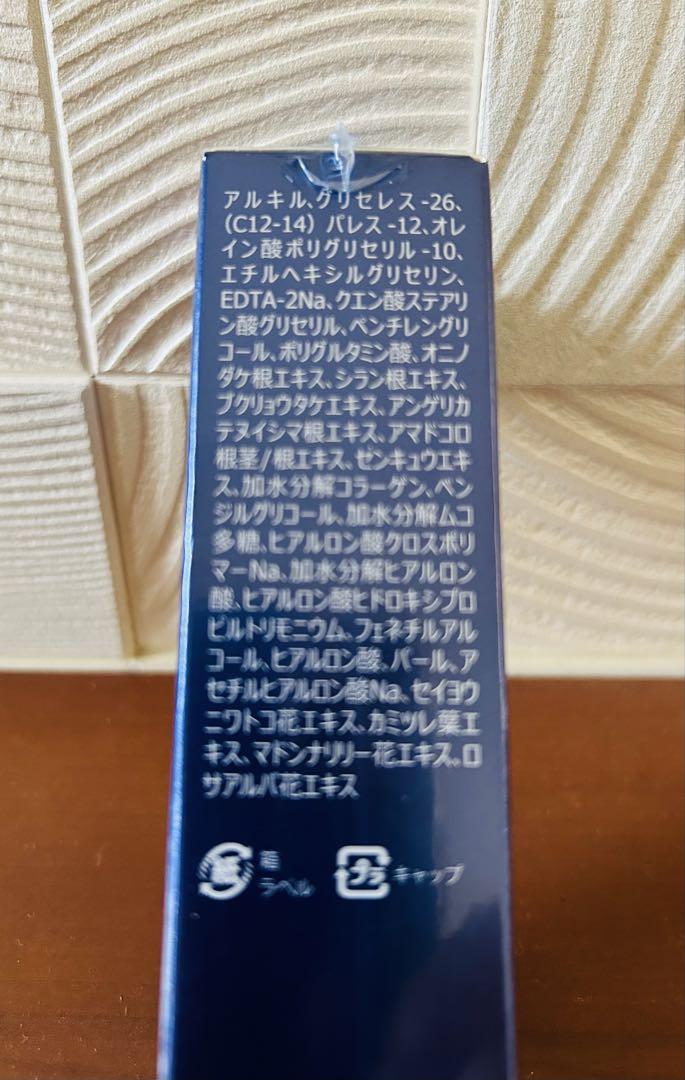 アルキル、グリセレス-26、
(C12-14) パレス-12、オレ
イン酸ポリグリセリル-10、
エチルヘキシルグリセリン、
EDTA-2Na、クエン酸ステアリ
ン酸グリセリル、ペンチレングリ
コール、ポリグルタミン酸、オニノ
ダケ根エキス、シラン根エキス、
ブクリョウタケエキス、アンゲリカ
テヌイシマ根エキス、アマドコロ
根茎/根エキス、ゼンキュウエキ
ス、加水分解コラーゲン、ベン
ジルグリコール、加水分解ムコ
多糖、ヒアルロン酸クロスポリ
マーNa、加水分解ヒアルロン
酸、ヒアルロン酸ヒドロキシプロ
ピルトリモニウム、フェネチルアル
コール、ヒアルロン酸、パール、ア
セチルヒアルロン酸Na、セイヨウ
ニワトコ花エキス、カミツレ葉エ
キス、マドンナリリー花エキス、ロ
サアルバ花エキス
紙 箱 プラ キャップ
ラベル